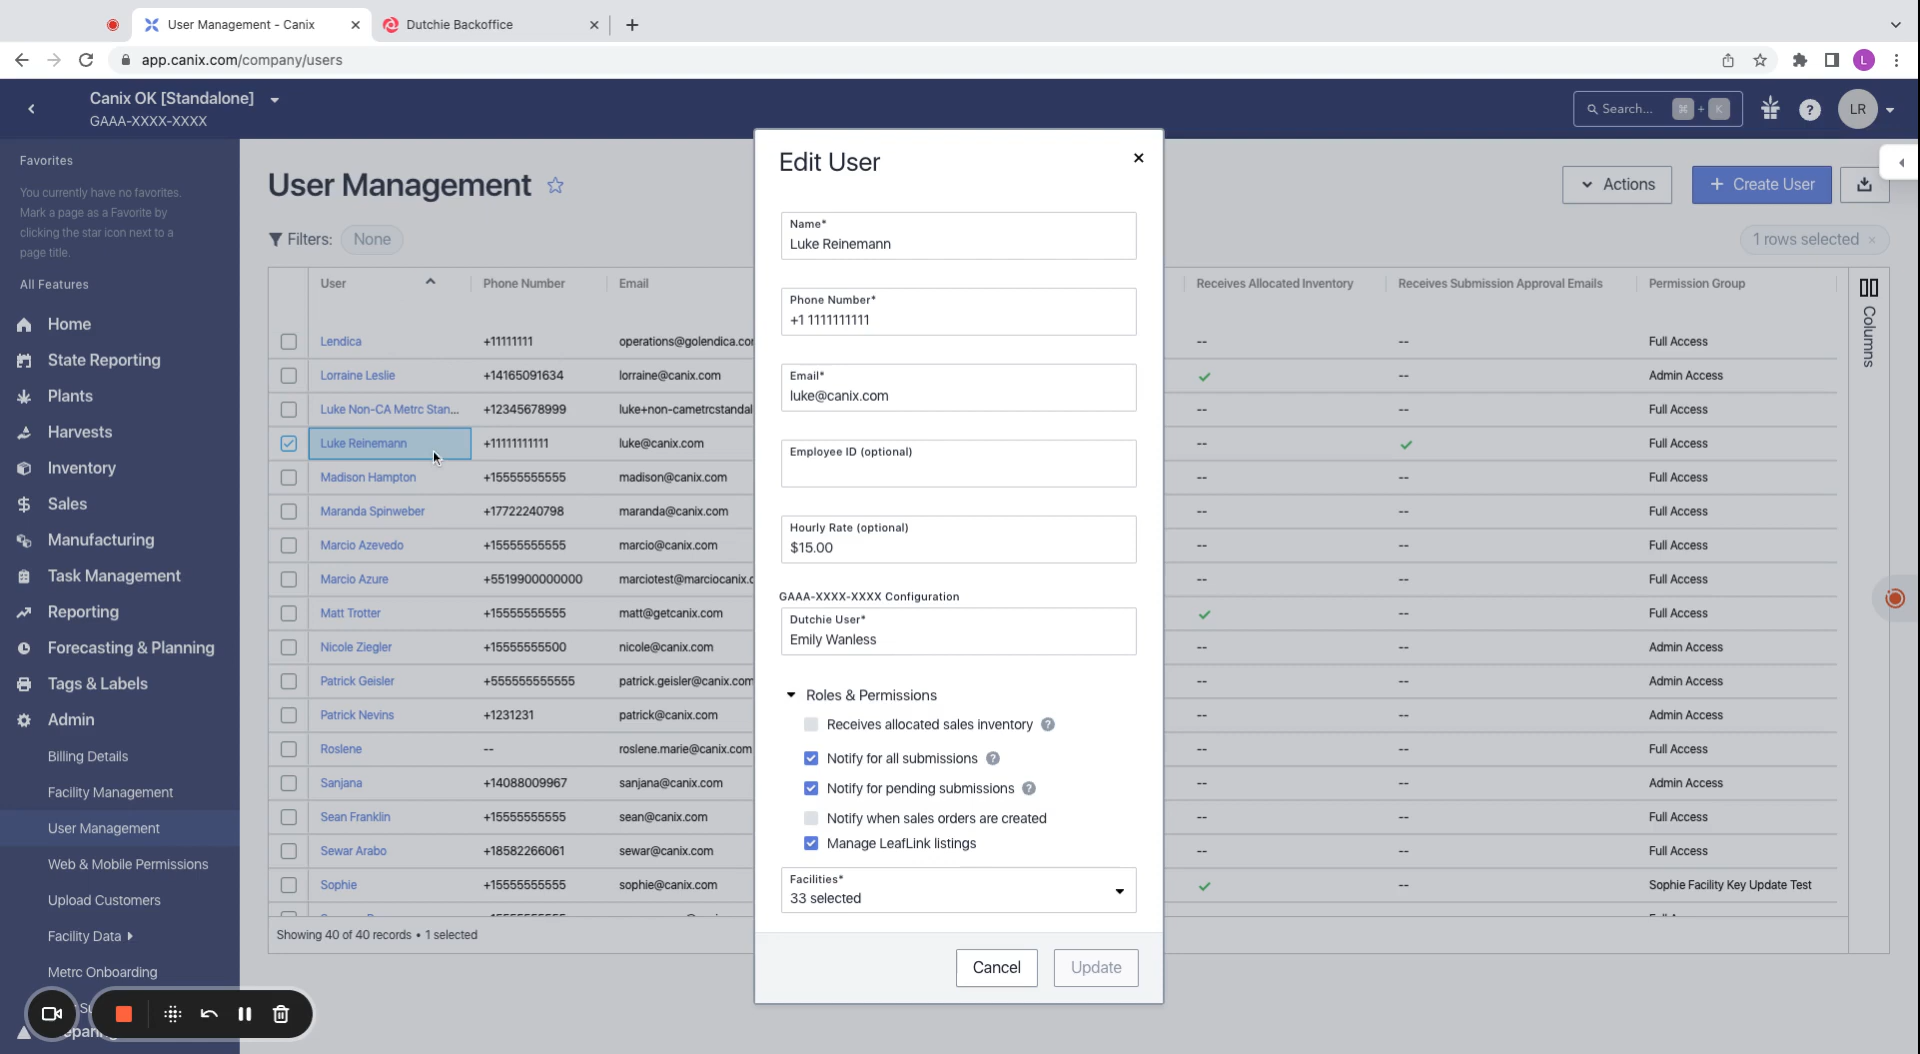 User Management - Canix
Dutchie Backoffice
app.canix.com/company/users
L
Canix OK [Standalone]
GAAA-XXXX-XXXX
Search... ⌘ + K
?
LR
Favorites
You currently have no favorites.
Mark a page as a Favorite by
clicking the star icon next to a
page title.
All Features
Home
State Reporting
Plants
Harvests
Inventory
Sales
Manufacturing
Task Management
Reporting
Forecasting & Planning
Tags & Labels
Admin
Billing Details
Facility Management
User Management
Web & Mobile Permissions
Upload Customers
Facility Data
Metrc Onboarding
User Management
Actions
+ Create User
Filters: None
1 rows selected ×
User Phone Number Email Receives Allocated Inventory Receives Submission Approval Emails Permission Group
Lendica +11111111 operations@golendica.co -- -- Full Access
Lorraine Leslie +14165091634 lorraine@canix.com -- Admin Access
Luke Non-CA Metrc Stan... +12345678999 luke+non-cametrcstandal -- -- Full Access
Luke Reinemann +11111111111 luke@canix.com -- Full Access
Madison Hampton +15555555555 madison@canix.com -- -- Full Access
Maranda Spinweber +17722240798 maranda@canix.com -- -- Full Access
Marcio Azevedo +15555555555 marcio@canix.com -- -- Full Access
Marcio Azure +5519900000000 marciotest@marciocanix.c -- -- Full Access
Matt Trotter +15555555555 matt@getcanix.com -- Full Access
Nicole Ziegler +15555555500 nicole@canix.com -- -- Admin Access
Patrick Geisler +555555555555 patrick.geisler@canix.com -- -- Admin Access
Patrick Nevins +1231231 patrick@canix.com -- -- Admin Access
Roslene -- roslene.marie@canix.com -- -- Full Access
Sanjana +14088009967 sanjana@canix.com -- -- Admin Access
Sean Franklin +15555555555 sean@canix.com -- -- Full Access
Sewar Arabo +18582266061 sewar@canix.com -- -- Full Access
Sophie +15555555555 sophie@canix.com -- Sophie Facility Key Update Test
Showing 40 of 40 records • 1 selected
Columns
Edit User
Name*
Luke Reinemann
Phone Number*
+1 1111111111
Email*
luke@canix.com
Employee ID (optional)
Hourly Rate (optional)
$15.00
GAAA-XXXX-XXXX Configuration
Dutchie User*
Emily Wanless
Roles & Permissions
Receives allocated sales inventory ?
Notify for all submissions ?
Notify for pending submissions ?
Notify when sales orders are created
Manage LeafLink listings
Facilities*
33 selected
Cancel
Update